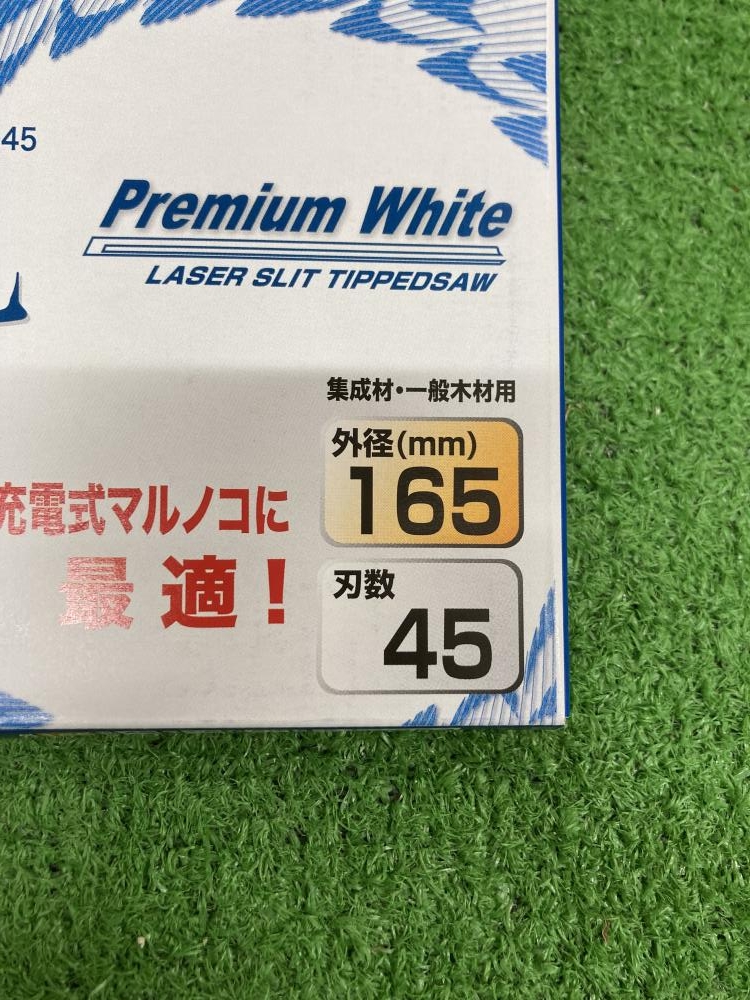 45
Premium White
LASER SLIT TIPPEDSAW
集成材・一般木材用
外径(mm)
165
充電式マルノコに
最適!
刃数
45